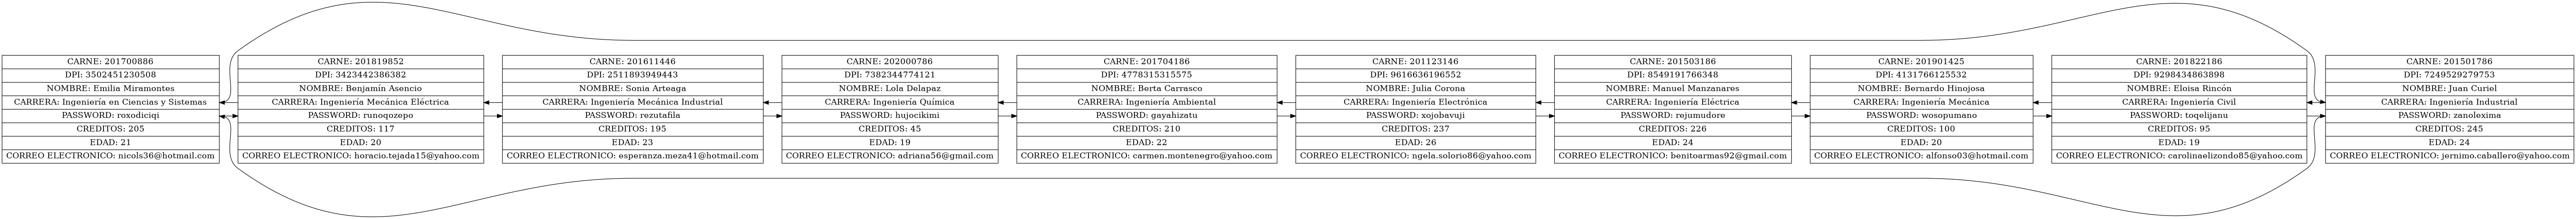 CARNE: 201700886
DPI: 3502451230508
NOMBRE: Emilia Miramontes
CARRERA: Ingeniería en Ciencias y Sistemas
PASSWORD: roxodiciqi
CREDITOS: 205
EDAD: 21
CORREO ELECTRONICO: nicols36@hotmail.com
CARNE: 201819852
DPI: 3423442386382
NOMBRE: Benjamín Asencio
CARRERA: Ingeniería Mecánica Eléctrica
PASSWORD: runoqozepo
CREDITOS: 117
EDAD: 20
CORREO ELECTRONICO: horacio.tejada15@yahoo.com
CARNE: 201611446
DPI: 2511893949443
NOMBRE: Sonia Arteaga
CARRERA: Ingeniería Mecánica Industrial
PASSWORD: rezutafila
CREDITOS: 195
EDAD: 23
CORREO ELECTRONICO: esperanza.meza41@hotmail.com
CARNE: 202000786
DPI: 7382344774121
NOMBRE: Lola Delapaz
CARRERA: Ingeniería Química
PASSWORD: hujocikimi
CREDITOS: 45
EDAD: 19
CORREO ELECTRONICO: adriana56@gmail.com
CARNE: 201704186
DPI: 4778315315575
NOMBRE: Berta Carrasco
CARRERA: Ingeniería Ambiental
PASSWORD: gayahizatu
CREDITOS: 210
EDAD: 22
CORREO ELECTRONICO: carmen.montenegro@yahoo.com
CARNE: 201123146
DPI: 9616636196552
NOMBRE: Julia Corona
CARRERA: Ingeniería Electrónica
PASSWORD: xojobavuji
CREDITOS: 237
EDAD: 26
CORREO ELECTRONICO: ngela.solorio86@yahoo.com
CARNE: 201503186
DPI: 8549191766348
NOMBRE: Manuel Manzanares
CARRERA: Ingeniería Eléctrica
PASSWORD: rejumudore
CREDITOS: 226
EDAD: 24
CORREO ELECTRONICO: benitoarmas92@gmail.com
CARNE: 201901425
DPI: 4131766125532
NOMBRE: Bernardo Hinojosa
CARRERA: Ingeniería Mecánica
PASSWORD: wosopumano
CREDITOS: 100
EDAD: 20
CORREO ELECTRONICO: alfonso03@hotmail.com
CARNE: 201822186
DPI: 9298434863898
NOMBRE: Eloisa Rincón
CARRERA: Ingeniería Civil
PASSWORD: toqelijanu
CREDITOS: 95
EDAD: 19
CORREO ELECTRONICO: carolinaelizondo85@yahoo.com
CARNE: 201501786
DPI: 7249529279753
NOMBRE: Juan Curiel
CARRERA: Ingeniería Industrial
PASSWORD: zanolexima
CREDITOS: 245
EDAD: 24
CORREO ELECTRONICO: jernimo.caballero@yahoo.com